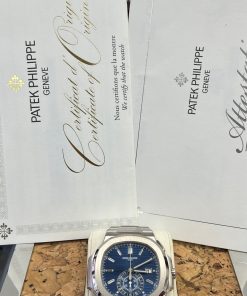 PATEK PHILIPPE
GENEVE
Certificat d'Origine
Certificate of Origin
Nous certifions que la montre
We certify that the watch
PATEK PHILIPPE
GENEVE